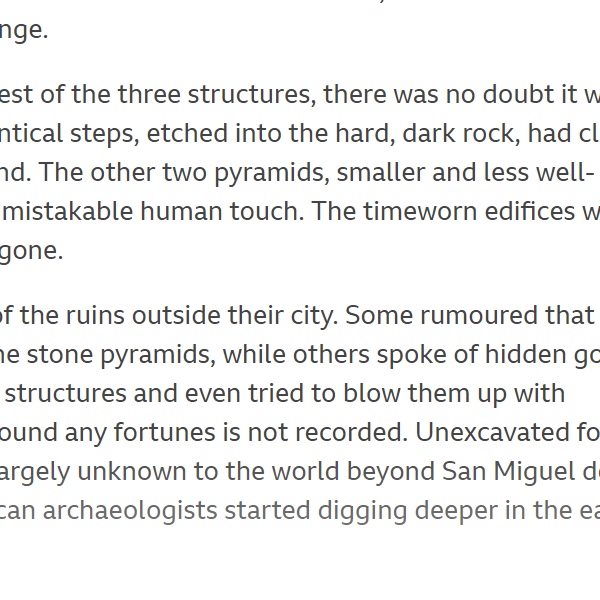 nge.
est of the three structures, there was no doubt it w
ntical steps, etched into the hard, dark rock, had cl
nd. The other two pyramids, smaller and less well-
mistakable human touch. The timeworn edifices w
gone.
of the ruins outside their city. Some rumoured that
he stone pyramids, while others spoke of hidden go
structures and even tried to blow them up with
ound any fortunes is not recorded. Unexcavated fo
argely unknown to the world beyond San Miguel de
can archaeologists started digging deeper in the ea